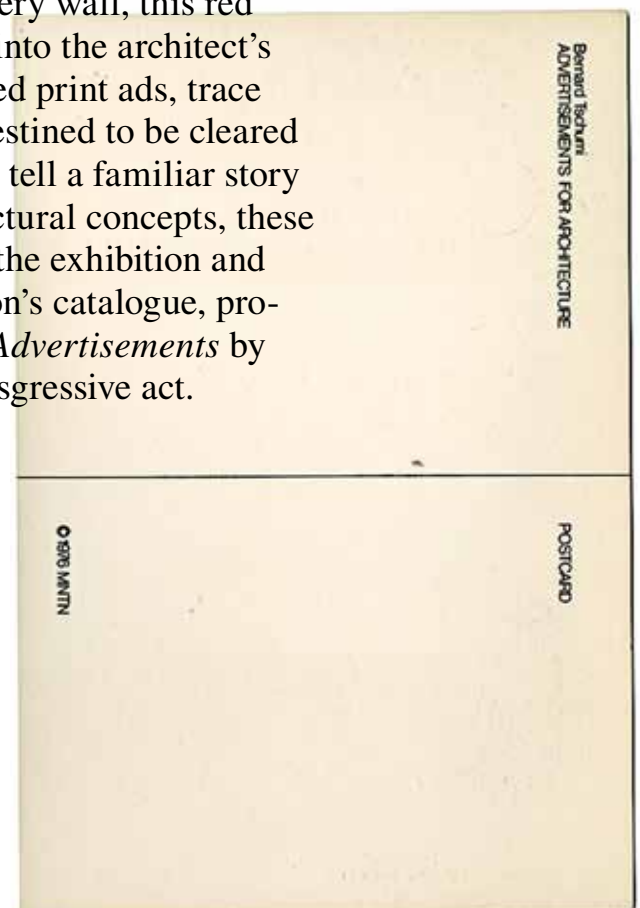 ery wall, this red
into the architect's
ed print ads, trace
estined to be cleared
tell a familiar story
ctural concepts, these
the exhibition and
on's catalogue, pro-
Advertisements by
sgressive act.
Bernard Tschumi
ADVERTISEMENTS FOR ARCHITECTURE
POSTCARD
© 1976 MNTN